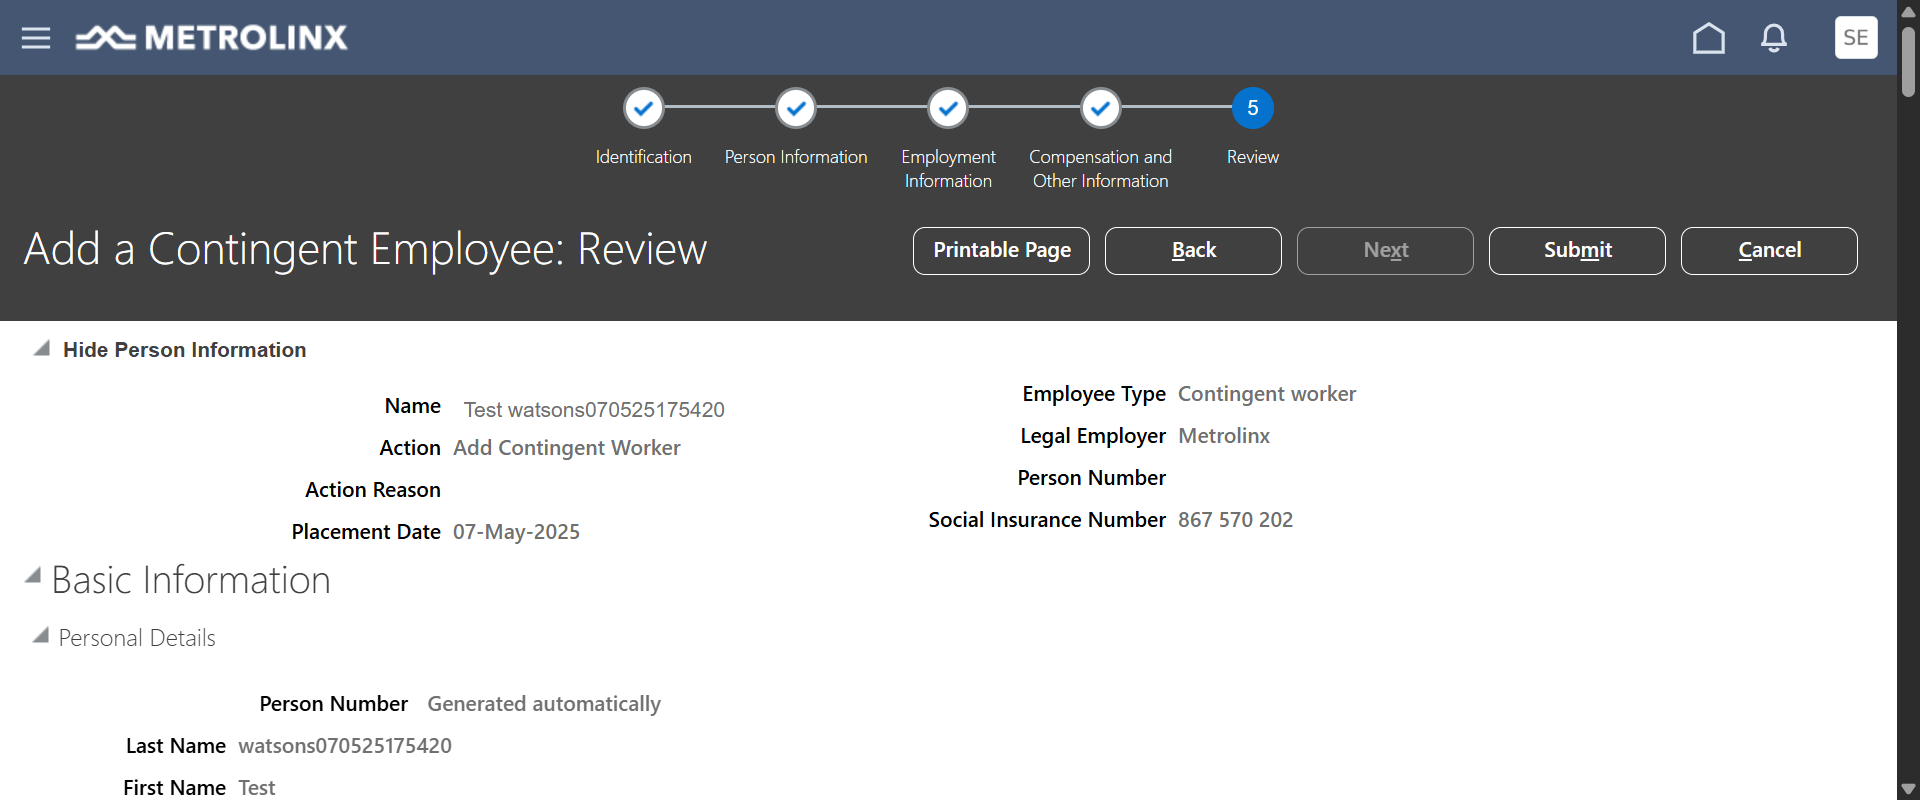 METROLINX
SE
5
Identification
Person Information
Employment
Information
Compensation and
Other Information
Review
Add a Contingent Employee: Review
Printable Page
Back
Next
Submit
Cancel
Hide Person Information
Name Test watsons070525175420
Action Add Contingent Worker
Action Reason
Placement Date 07-May-2025
Employee Type Contingent worker
Legal Employer Metrolinx
Person Number
Social Insurance Number 867 570 202
Basic Information
Personal Details
Person Number Generated automatically
Last Name watsons070525175420
First Name Test